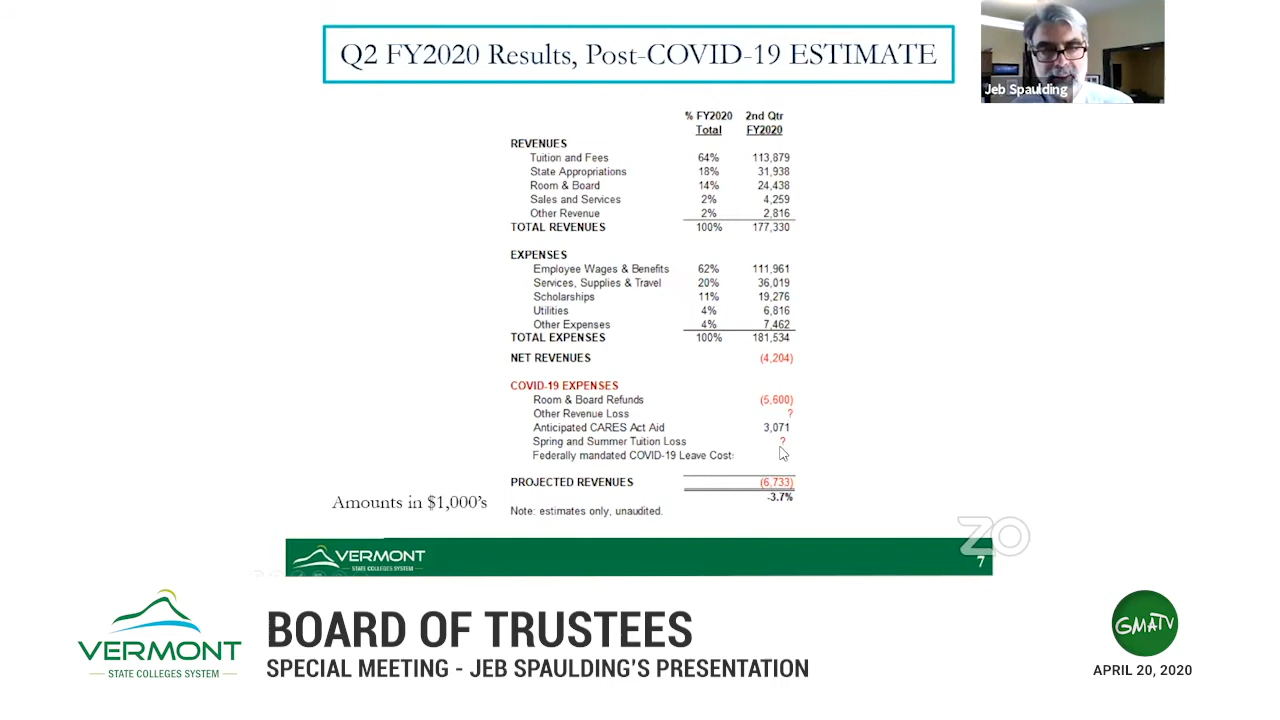 Q2 FY2020 Results, Post-COVID-19 ESTIMATE
Jeb Spaulding
% FY2020 2nd Qtr
Total FY2020
REVENUES
Tuition and Fees 64% 113,879
State Appropriations 18% 31,938
Room & Board 14% 24,438
Sales and Services 2% 4,259
Other Revenue 2% 2,816
TOTAL REVENUES 100% 177,330
EXPENSES
Employee Wages & Benefits 62% 111,961
Services, Supplies & Travel 20% 36,019
Scholarships 11% 19,276
Utilities 4% 6,816
Other Expenses 4% 7,462
TOTAL EXPENSES 100% 181,534
NET REVENUES (4,204)
COVID-19 EXPENSES
Room & Board Refunds (5,600)
Other Revenue Loss ?
Anticipated CARES Act Aid 3,071
Spring and Summer Tuition Loss ?
Federally mandated COVID-19 Leave Cost:
PROJECTED REVENUES (6,733)
-3.7%
Amounts in $1,000's
Note: estimates only, unaudited.
ZO
VERMONT
STATE COLLEGES SYSTEM
7
VERMONT
STATE COLLEGES SYSTEM
BOARD OF TRUSTEES
SPECIAL MEETING - JEB SPAULDING'S PRESENTATION
GMATV
APRIL 20, 2020